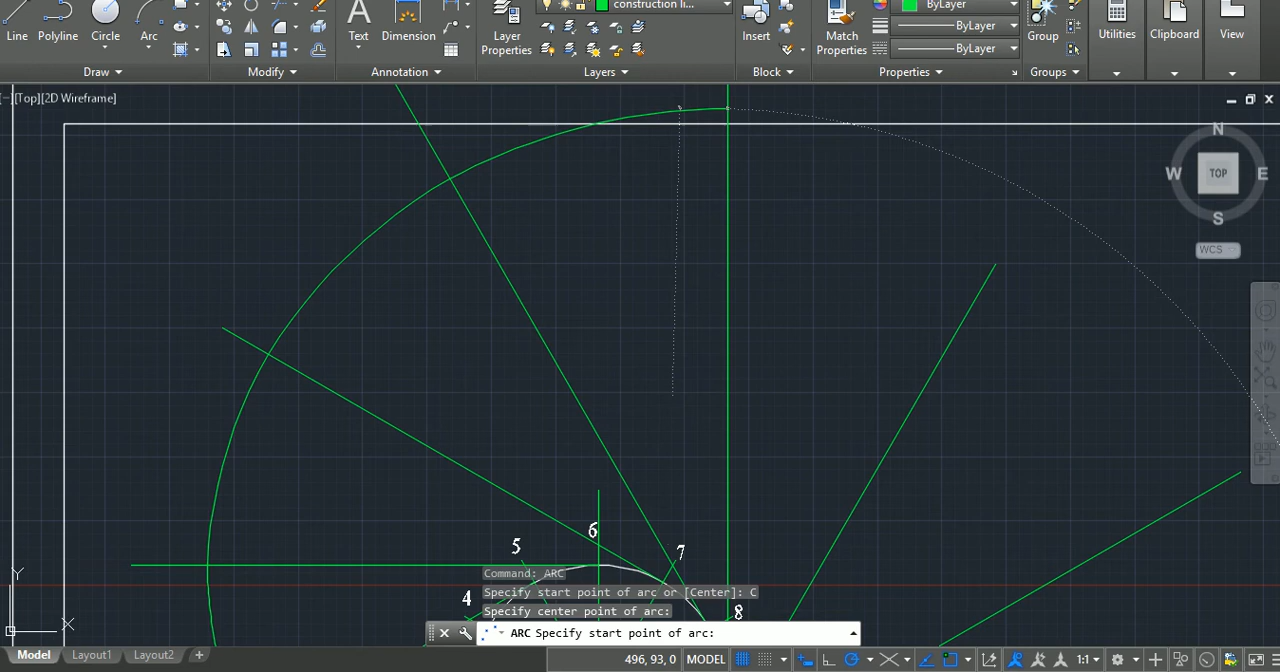 construction li...
ByLayer
Line
Polyline
Circle
Arc
Text
Dimension
Layer
Properties
Insert
Match
Properties
ByLayer
ByLayer
Group
Utilities
Clipboard
View
Draw
Modify
Annotation
Layers
Block
Properties
Groups
[−][Top][2D Wireframe]
N
W
TOP
E
S
WCS
6
5
7
4
8
Y
X
Command: ARC
Specify start point of arc or [Center]: C
Specify center point of arc:
ARC Specify start point of arc:
Model
Layout1
Layout2
+
496, 93, 0
MODEL
1:1